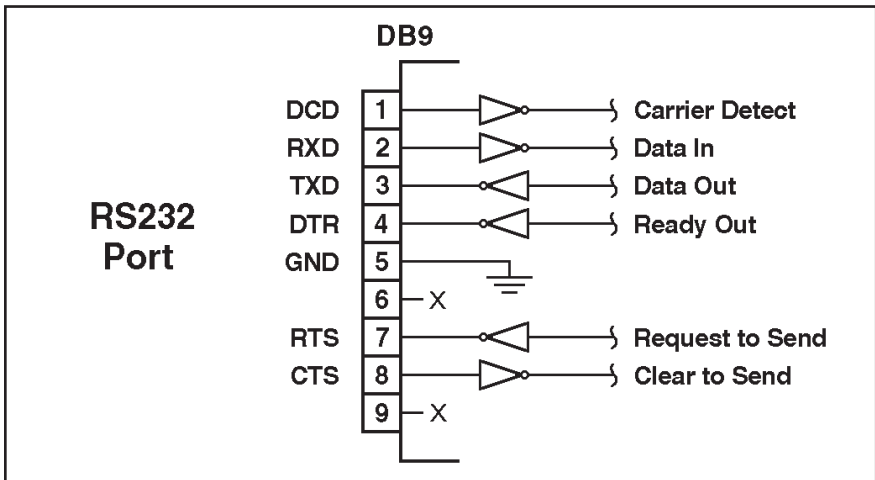 DB9
RS232
Port
DCD 1 Carrier Detect
RXD 2 Data In
TXD 3 Data Out
DTR 4 Ready Out
GND 5
6 X
RTS 7 Request to Send
CTS 8 Clear to Send
9 X